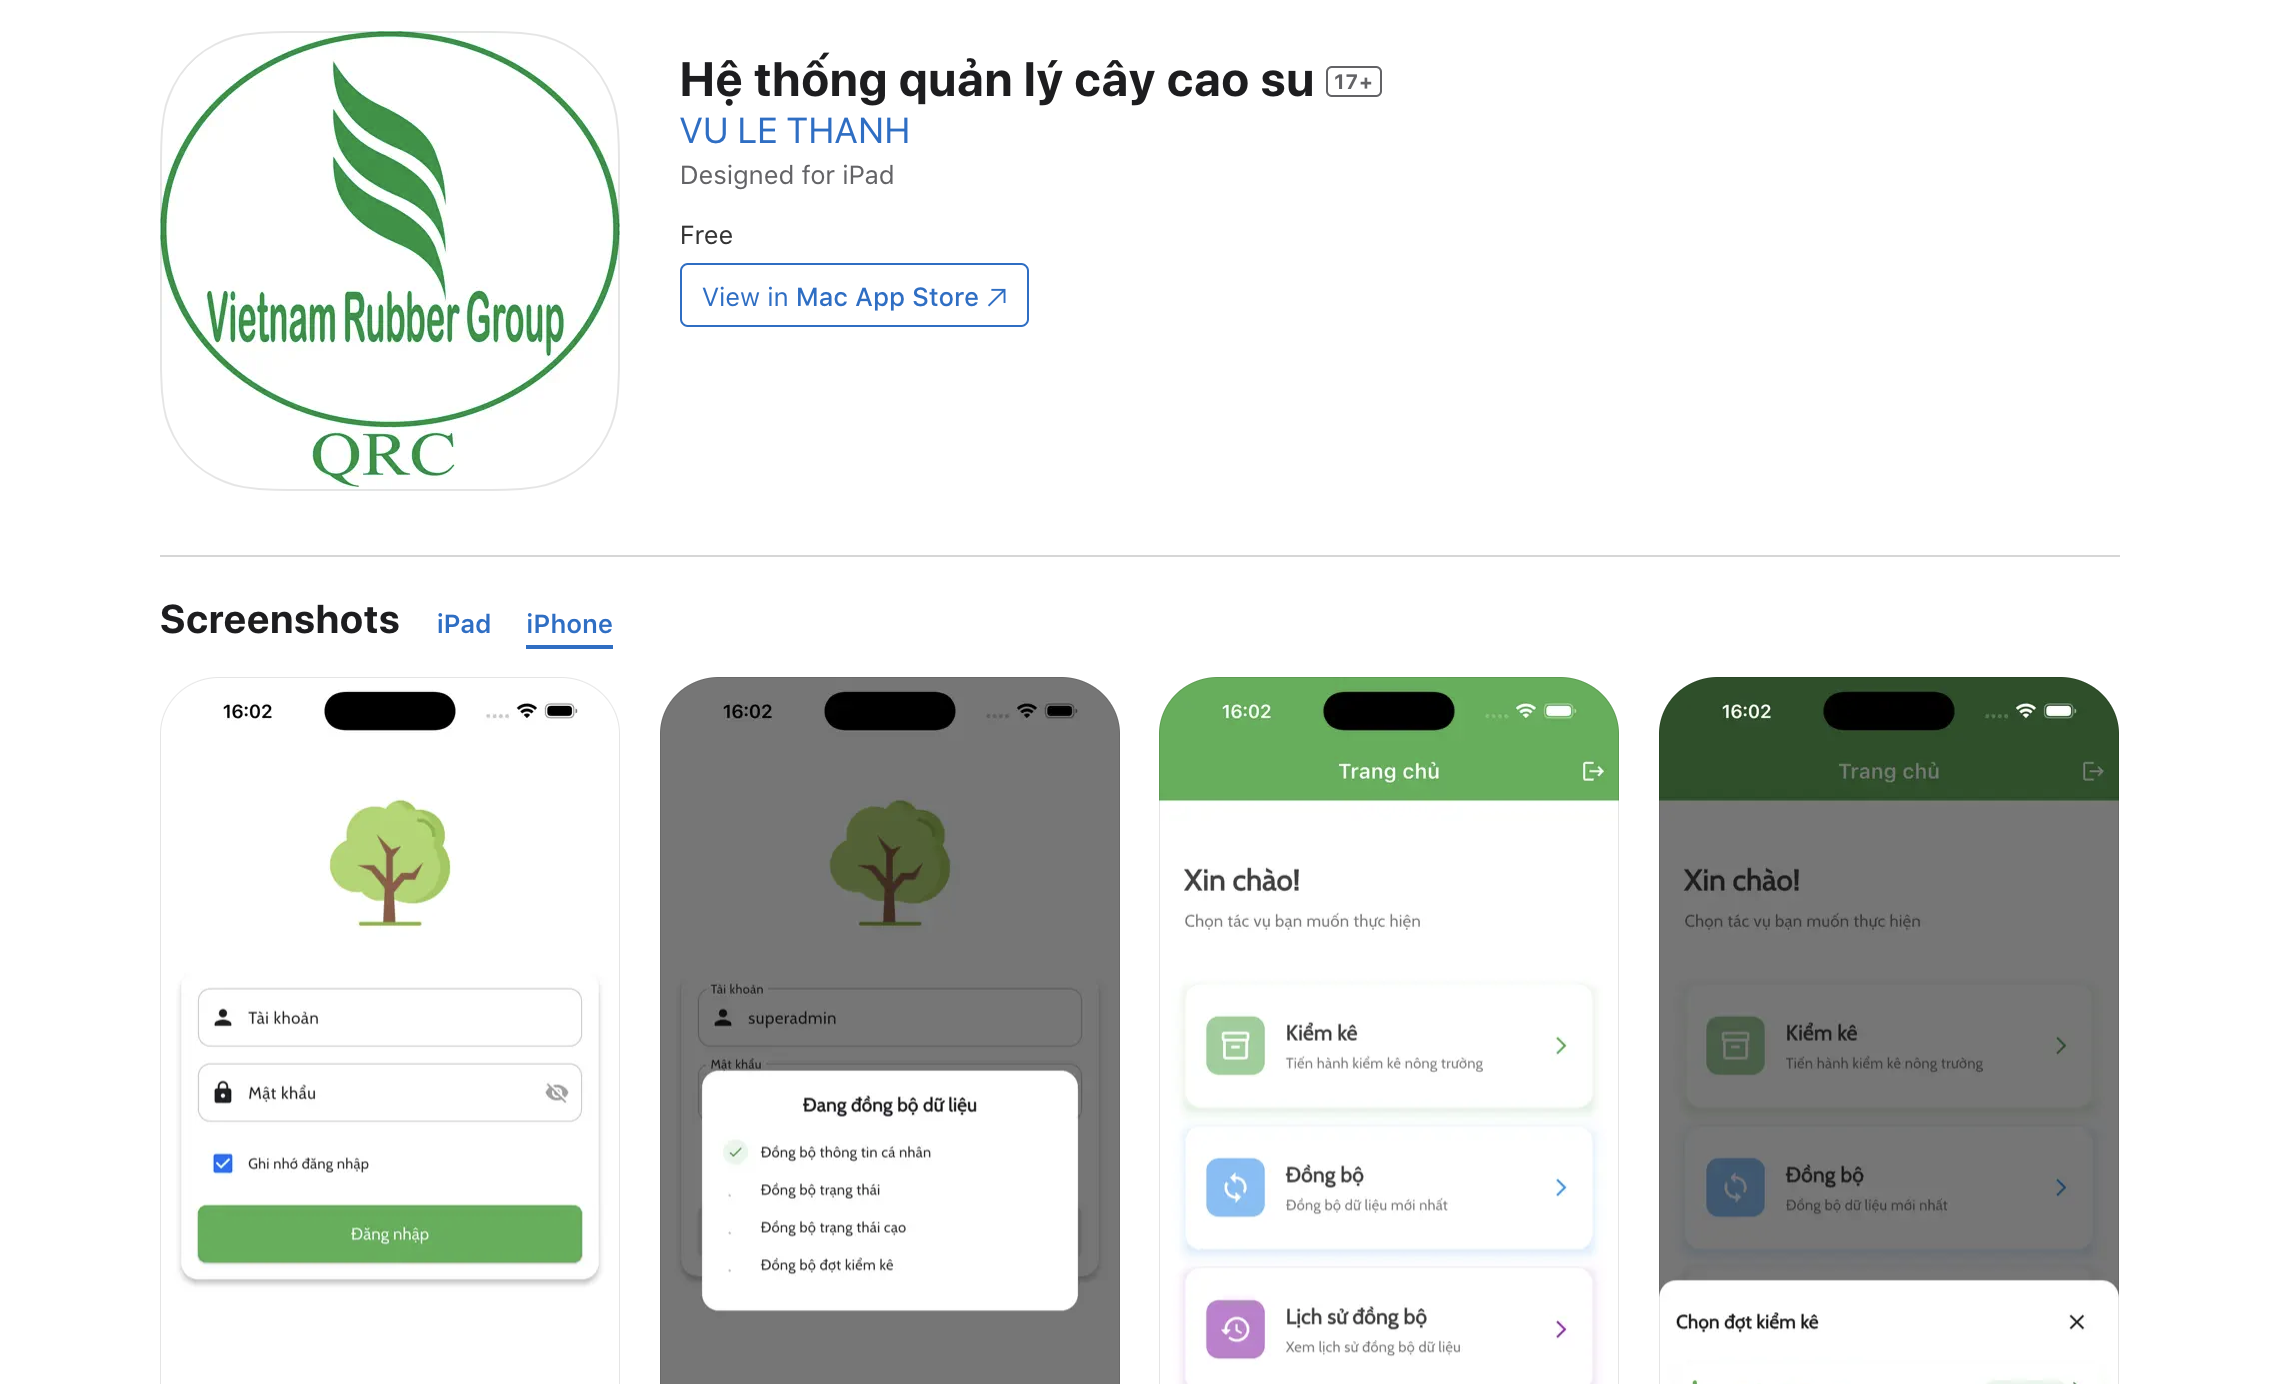 Vietnam Rubber Group
QRC
Hệ thống quản lý cây cao su 17+
VU LE THANH
Designed for iPad
Free
View in Mac App Store
Screenshots iPad iPhone
16:02
Tài khoản
Mật khẩu
Ghi nhớ đăng nhập
Đăng nhập
16:02
Tài khoản
superadmin
Mật khẩu
Đang đồng bộ dữ liệu
Đồng bộ thông tin cá nhân
Đồng bộ trạng thái
Đồng bộ trạng thái cạo
Đồng bộ đợt kiểm kê
16:02
Trang chủ
Xin chào!
Chọn tác vụ bạn muốn thực hiện
Kiểm kê
Tiến hành kiểm kê nông trường
Đồng bộ
Đồng bộ dữ liệu mới nhất
Lịch sử đồng bộ
Xem lịch sử đồng bộ dữ liệu
16:02
Trang chủ
Xin chào!
Chọn tác vụ bạn muốn thực hiện
Kiểm kê
Tiến hành kiểm kê nông trường
Đồng bộ
Đồng bộ dữ liệu mới nhất
Chọn đợt kiểm kê